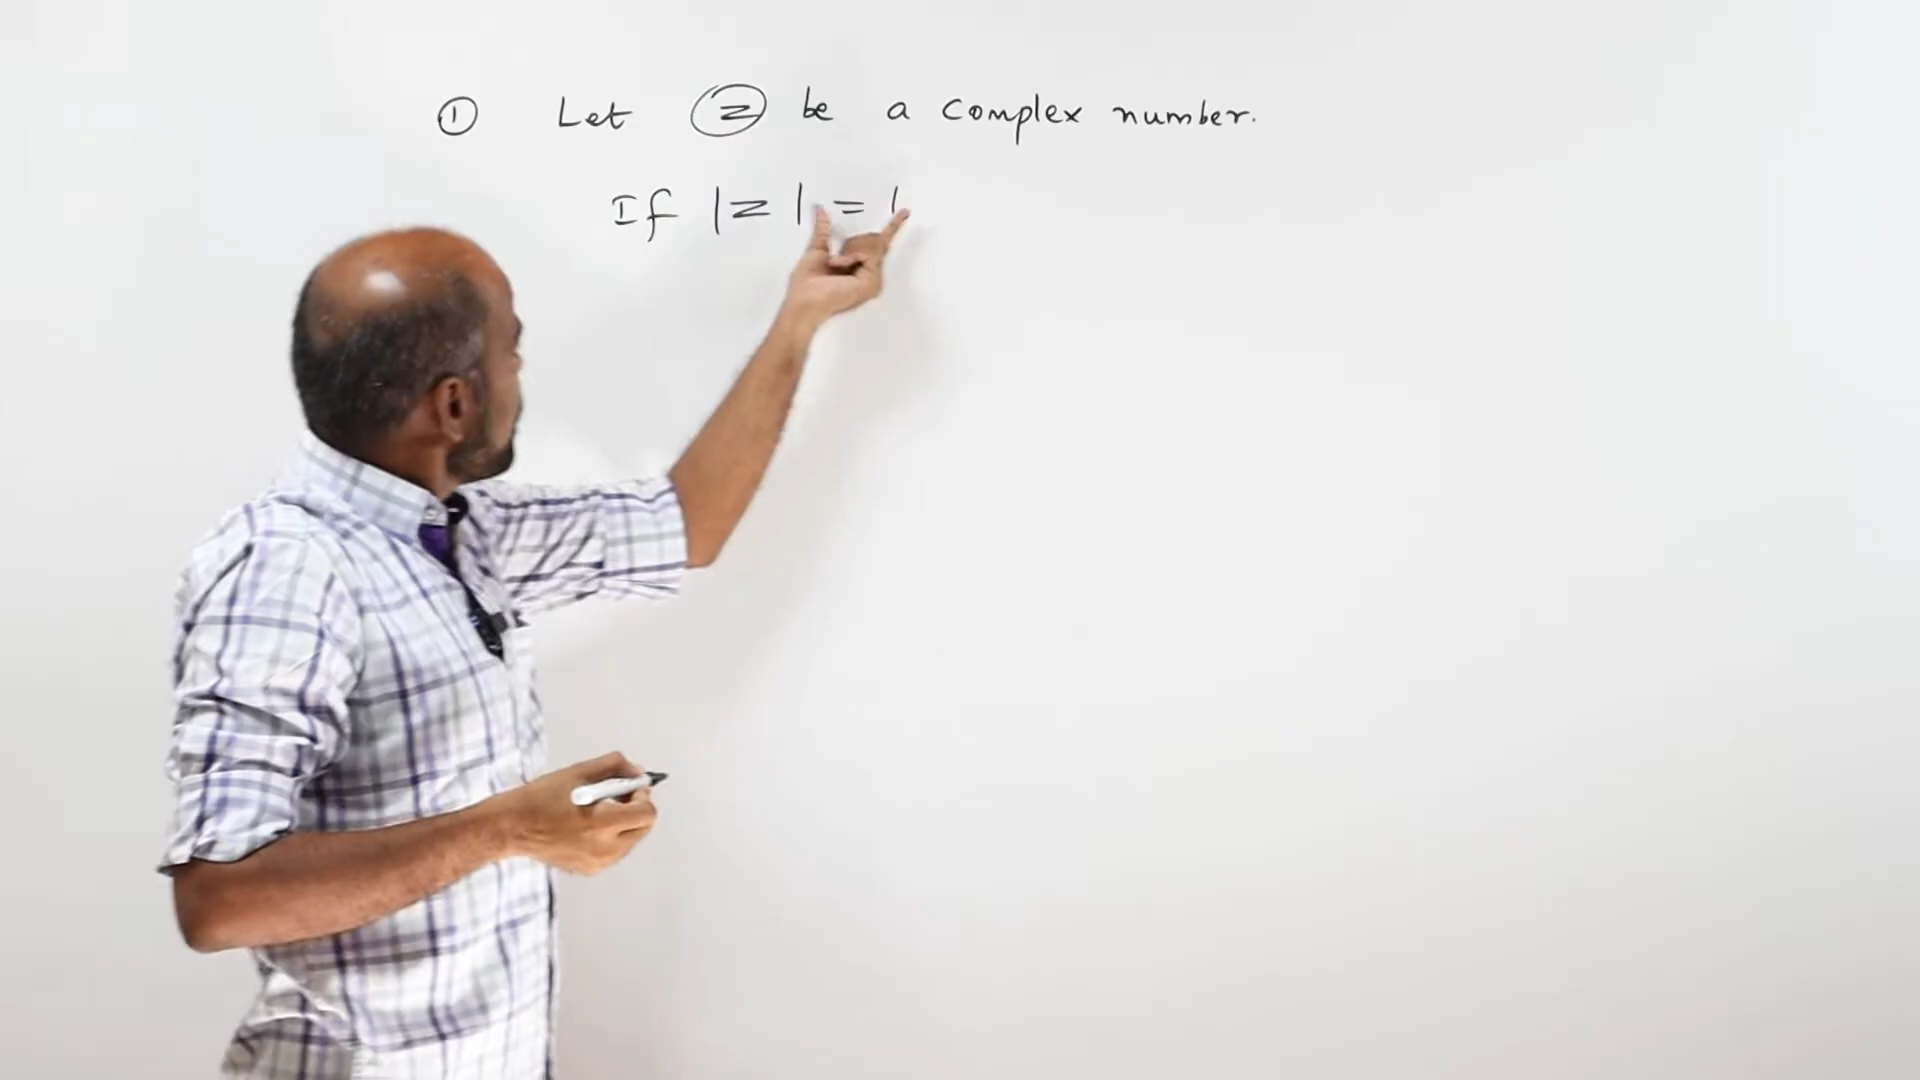 ① Let z be a complex number.
If |z| = 1